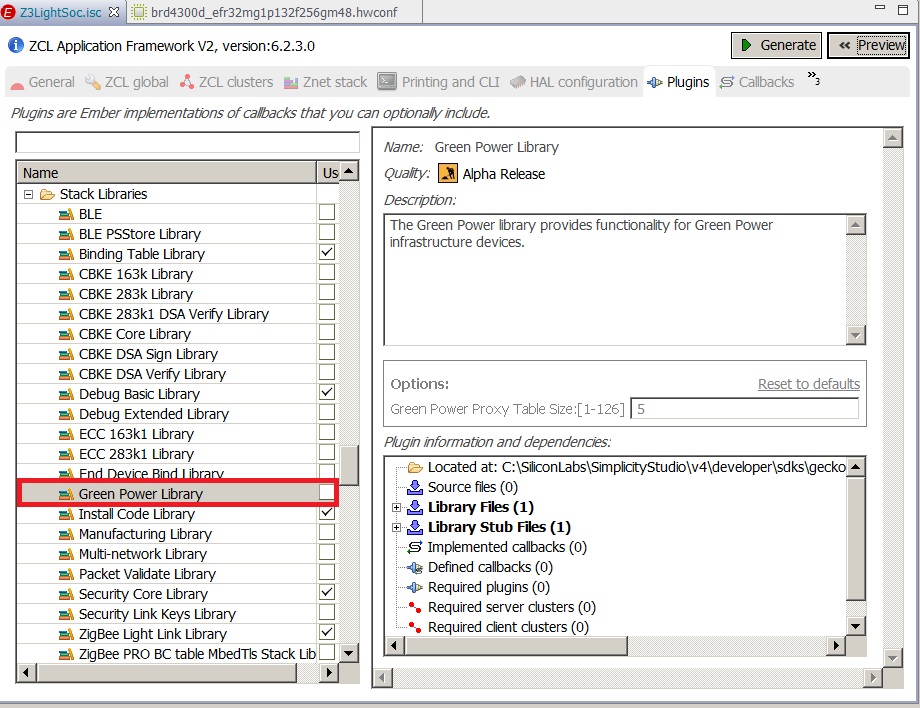 Z3LightSoc.isc brd4300d_efr32mg1p132f256gm48.hwconf
ZCL Application Framework V2, version:6.2.3.0
Generate
Preview
General ZCL global ZCL clusters Znet stack Printing and CLI HAL configuration Plugins Callbacks »3
Plugins are Ember implementations of callbacks that you can optionally include.
Name Us
Stack Libraries
BLE
BLE PSStore Library
Binding Table Library
CBKE 163k Library
CBKE 283k Library
CBKE 283k1 DSA Verify Library
CBKE Core Library
CBKE DSA Sign Library
CBKE DSA Verify Library
Debug Basic Library
Debug Extended Library
ECC 163k1 Library
ECC 283k1 Library
End Device Bind Library
Green Power Library
Install Code Library
Manufacturing Library
Multi-network Library
Packet Validate Library
Security Core Library
Security Link Keys Library
ZigBee Light Link Library
ZigBee PRO BC table MbedTls Stack Lib
Name: Green Power Library
Quality: Alpha Release
Description:
The Green Power library provides functionality for Green Power
infrastructure devices.
Options: Reset to defaults
Green Power Proxy Table Size:[1-126] 5
Plugin information and dependencies:
Located at: C:\SiliconLabs\SimplicityStudio\v4\developer\sdks\gecko
Source files (0)
Library Files (1)
Library Stub Files (1)
Implemented callbacks (0)
Defined callbacks (0)
Required plugins (0)
Required server clusters (0)
Required client clusters (0)